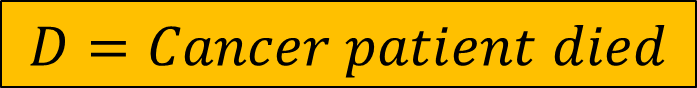 D = Cancer patient died